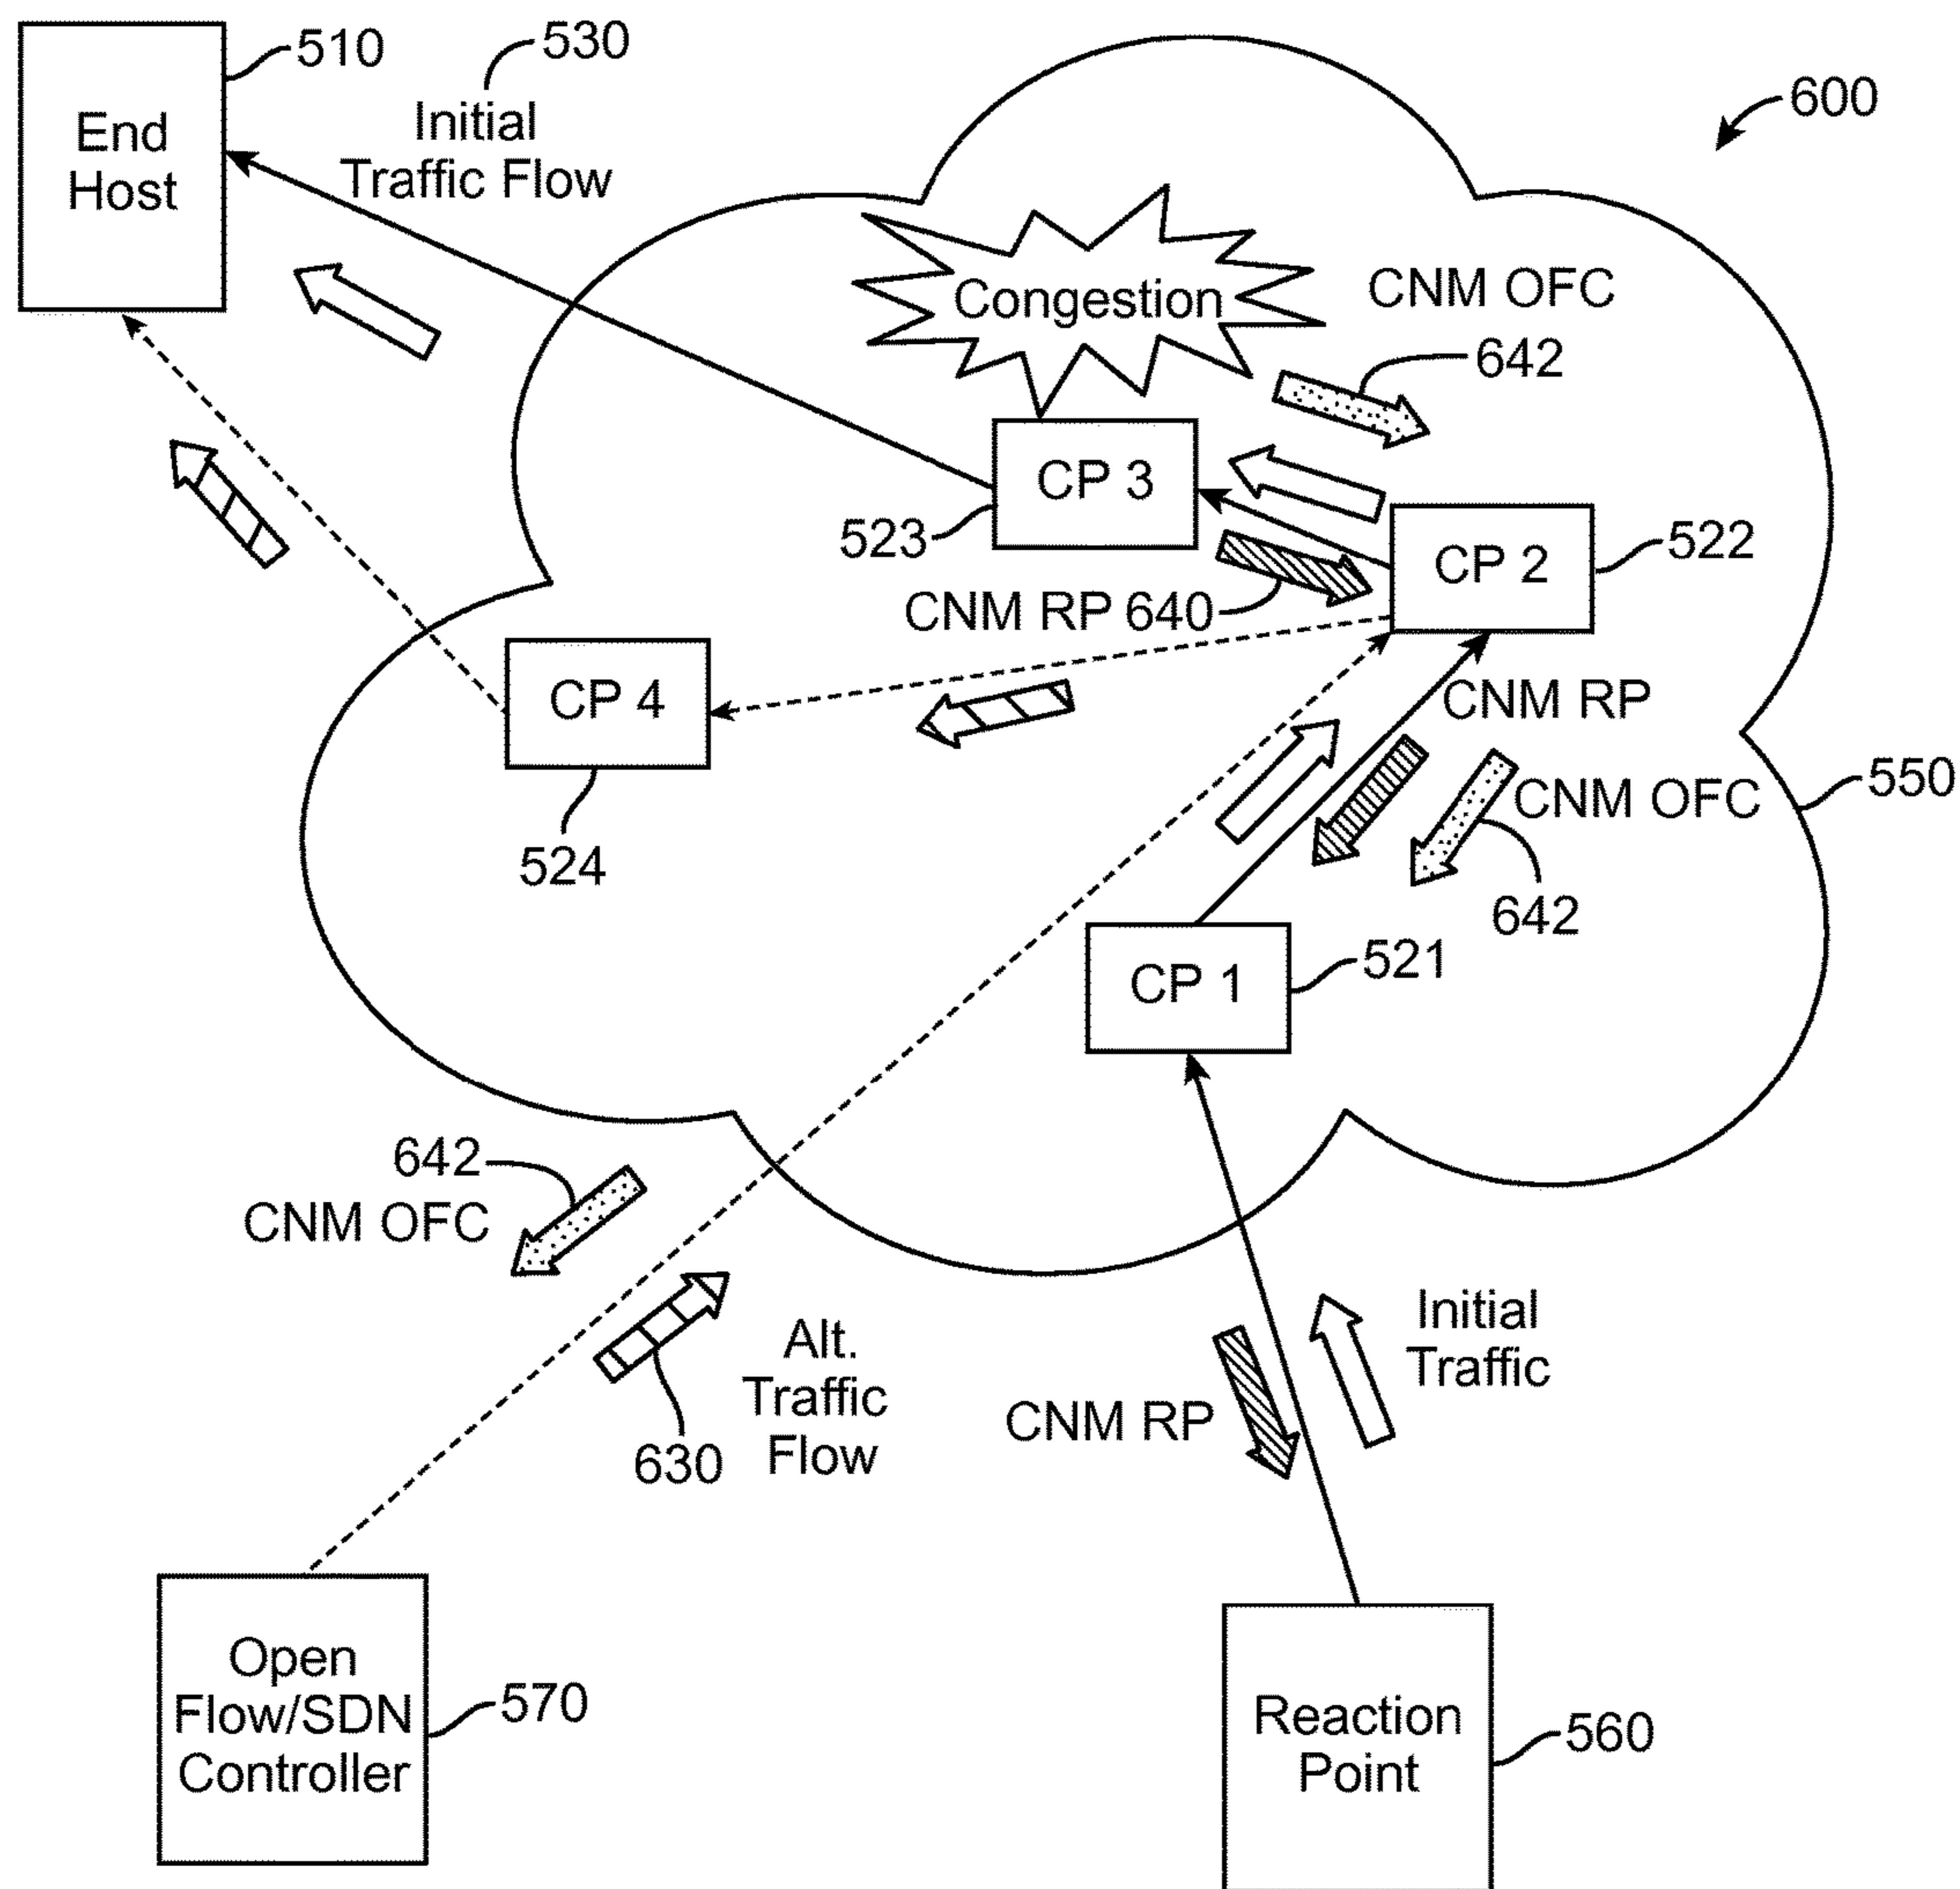 510
530
End
Host
Initial
Traffic Flow
600
Congestion
CNM OFC
642
CP 3
523
CP 2
522
CNM RP 640
CP 4
524
CNM RP
CNM OFC
642
550
CP 1
521
642
CNM OFC
630
Alt.
Traffic
Flow
CNM RP
Initial
Traffic
Open
Flow/SDN
Controller
570
Reaction
Point
560